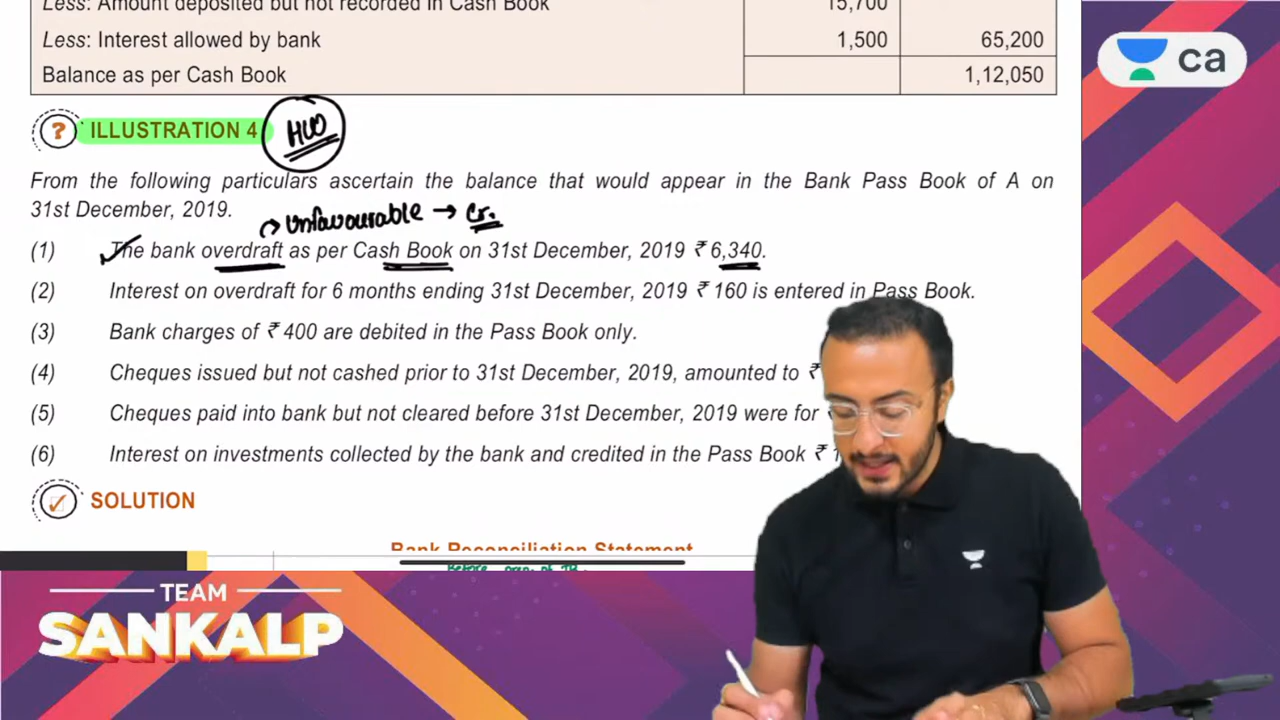 Less: Amount deposited but not recorded in Cash Book 15,700
Less: Interest allowed by bank 1,500 65,200
Balance as per Cash Book 1,12,050
ca
? ILLUSTRATION 4 HW
From the following particulars ascertain the balance that would appear in the Bank Pass Book of A on
31st December, 2019.
Unfavourable → Cr.
(1) The bank overdraft as per Cash Book on 31st December, 2019 ₹ 6,340.
(2) Interest on overdraft for 6 months ending 31st December, 2019 ₹ 160 is entered in Pass Book.
(3) Bank charges of ₹ 400 are debited in the Pass Book only.
(4) Cheques issued but not cashed prior to 31st December, 2019, amounted to ₹
(5) Cheques paid into bank but not cleared before 31st December, 2019 were for
(6) Interest on investments collected by the bank and credited in the Pass Book ₹ 1
SOLUTION
Bank Reconciliation Statement
Before prep. of TB.
TEAM
SANKALP